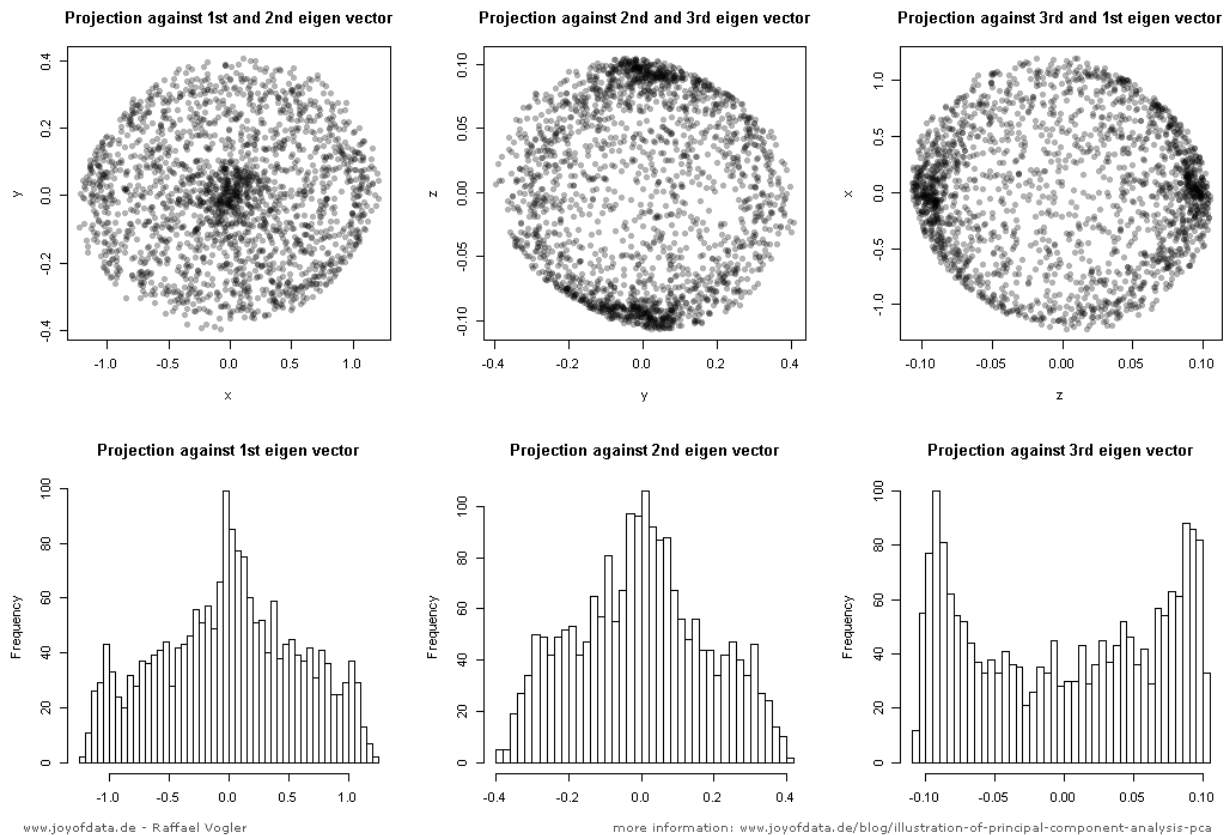 Projection against 1st and 2nd eigen vector
0.4
0.2
0.0
-0.2
-0.4
y
-1.0 -0.5 0.0 0.5 1.0
x
Projection against 2nd and 3rd eigen vector
0.10
0.05
0.00
-0.05
-0.10
z
-0.4 -0.2 0.0 0.2 0.4
y
Projection against 3rd and 1st eigen vector
1.0
0.5
0.0
-0.5
-1.0
x
-0.10 -0.05 0.00 0.05 0.10
z
Projection against 1st eigen vector
100
80
60
40
20
0
Frequency
-1.0 -0.5 0.0 0.5 1.0
Projection against 2nd eigen vector
100
80
60
40
20
0
Frequency
-0.4 -0.2 0.0 0.2 0.4
Projection against 3rd eigen vector
100
80
60
40
20
0
Frequency
-0.10 -0.05 0.00 0.05 0.10
www.joyofdata.de - Raffael Vogler
more information: www.joyofdata.de/blog/illustration-of-principal-component-analysis-pca